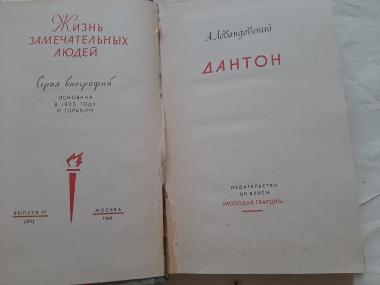 Жизнь
ЗАМЕЧАТЕЛЬНЫХ
ЛЮДЕЙ
Серия биографий
ОСНОВАНА
В 1933 ГОДУ
М. ГОРЬКИМ
ВЫПУСК 17
МОСКВА
1964
А. Левандовский
ДАНТОН
ИЗДАТЕЛЬСТВО
ЦК ВЛКСМ
«МОЛОДАЯ ГВАРДИЯ»